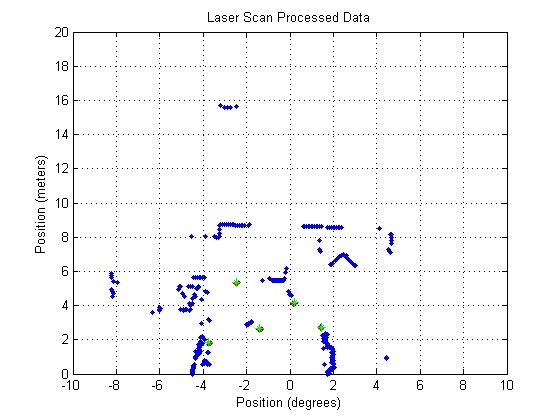 Laser Scan Processed Data
20
18
16
14
12
10
8
6
4
2
0
Position (meters)
-10 -8 -6 -4 -2 0 2 4 6 8 10
Position (degrees)